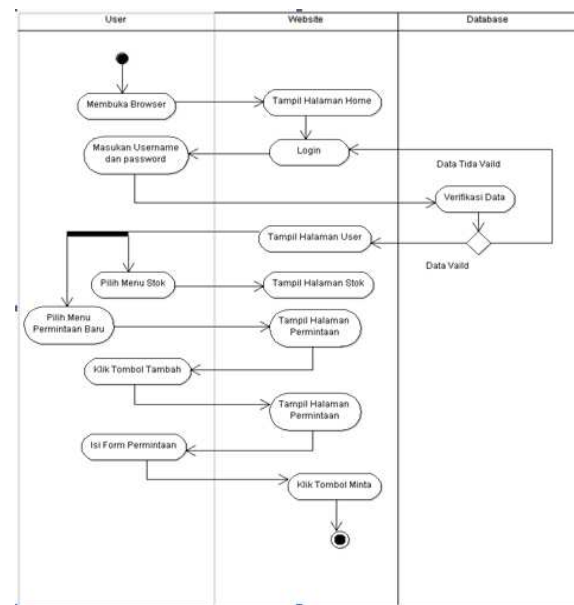 User
Website
Database
Membuka Browser
Tampil Halaman Home
Masukan Username
dan password
Login
Data Tida Vaild
Verifikasi Data
Tampil Halaman User
Data Vaild
Pilih Menu Stok
Tampil Halaman Stok
Pilih Menu
Permintaan Baru
Tampil Halaman
Permintaan
Klik Tombol Tambah
Tampil Halaman
Permintaan
Isi Form Permintaan
Klik Tombol Minta